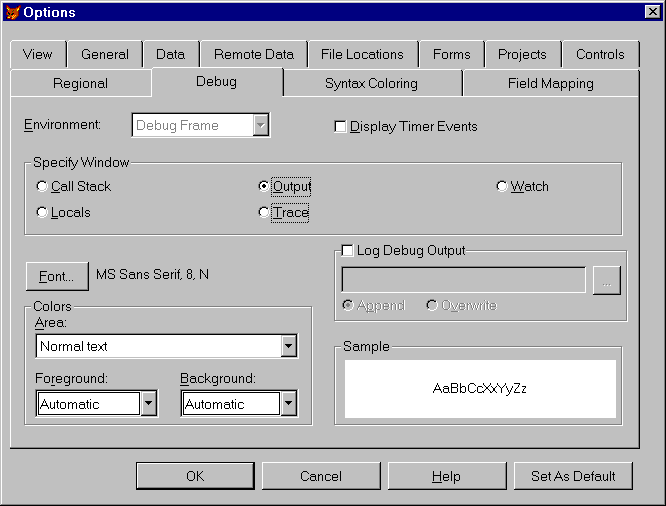 Options
View General Data Remote Data File Locations Forms Projects Controls
Regional Debug Syntax Coloring Field Mapping
Environment: Debug Frame Display Timer Events
Specify Window
Call Stack Output Watch
Locals Trace
Font... MS Sans Serif, 8, N
Log Debug Output
...
Append Overwrite
Colors
Area:
Normal text
Foreground: Background:
Automatic Automatic
Sample
AaBbCcXxYyZz
OK Cancel Help Set As Default